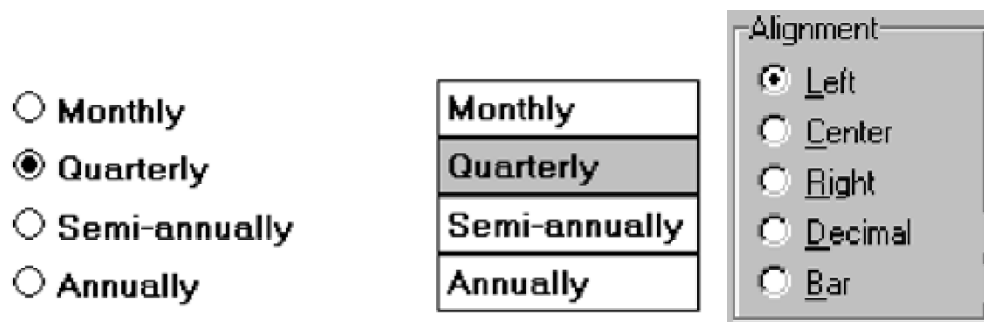 Monthly
Quarterly
Semi-annually
Annually
Monthly
Quarterly
Semi-annually
Annually
Alignment
Left
Center
Right
Decimal
Bar